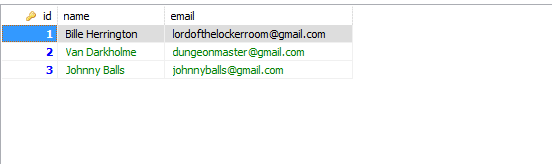 id name email
1 Bille Herrington lordofthelockerroom@gmail.com
2 Van Darkholme dungeonmaster@gmail.com
3 Johnny Balls johnnyballs@gmail.com